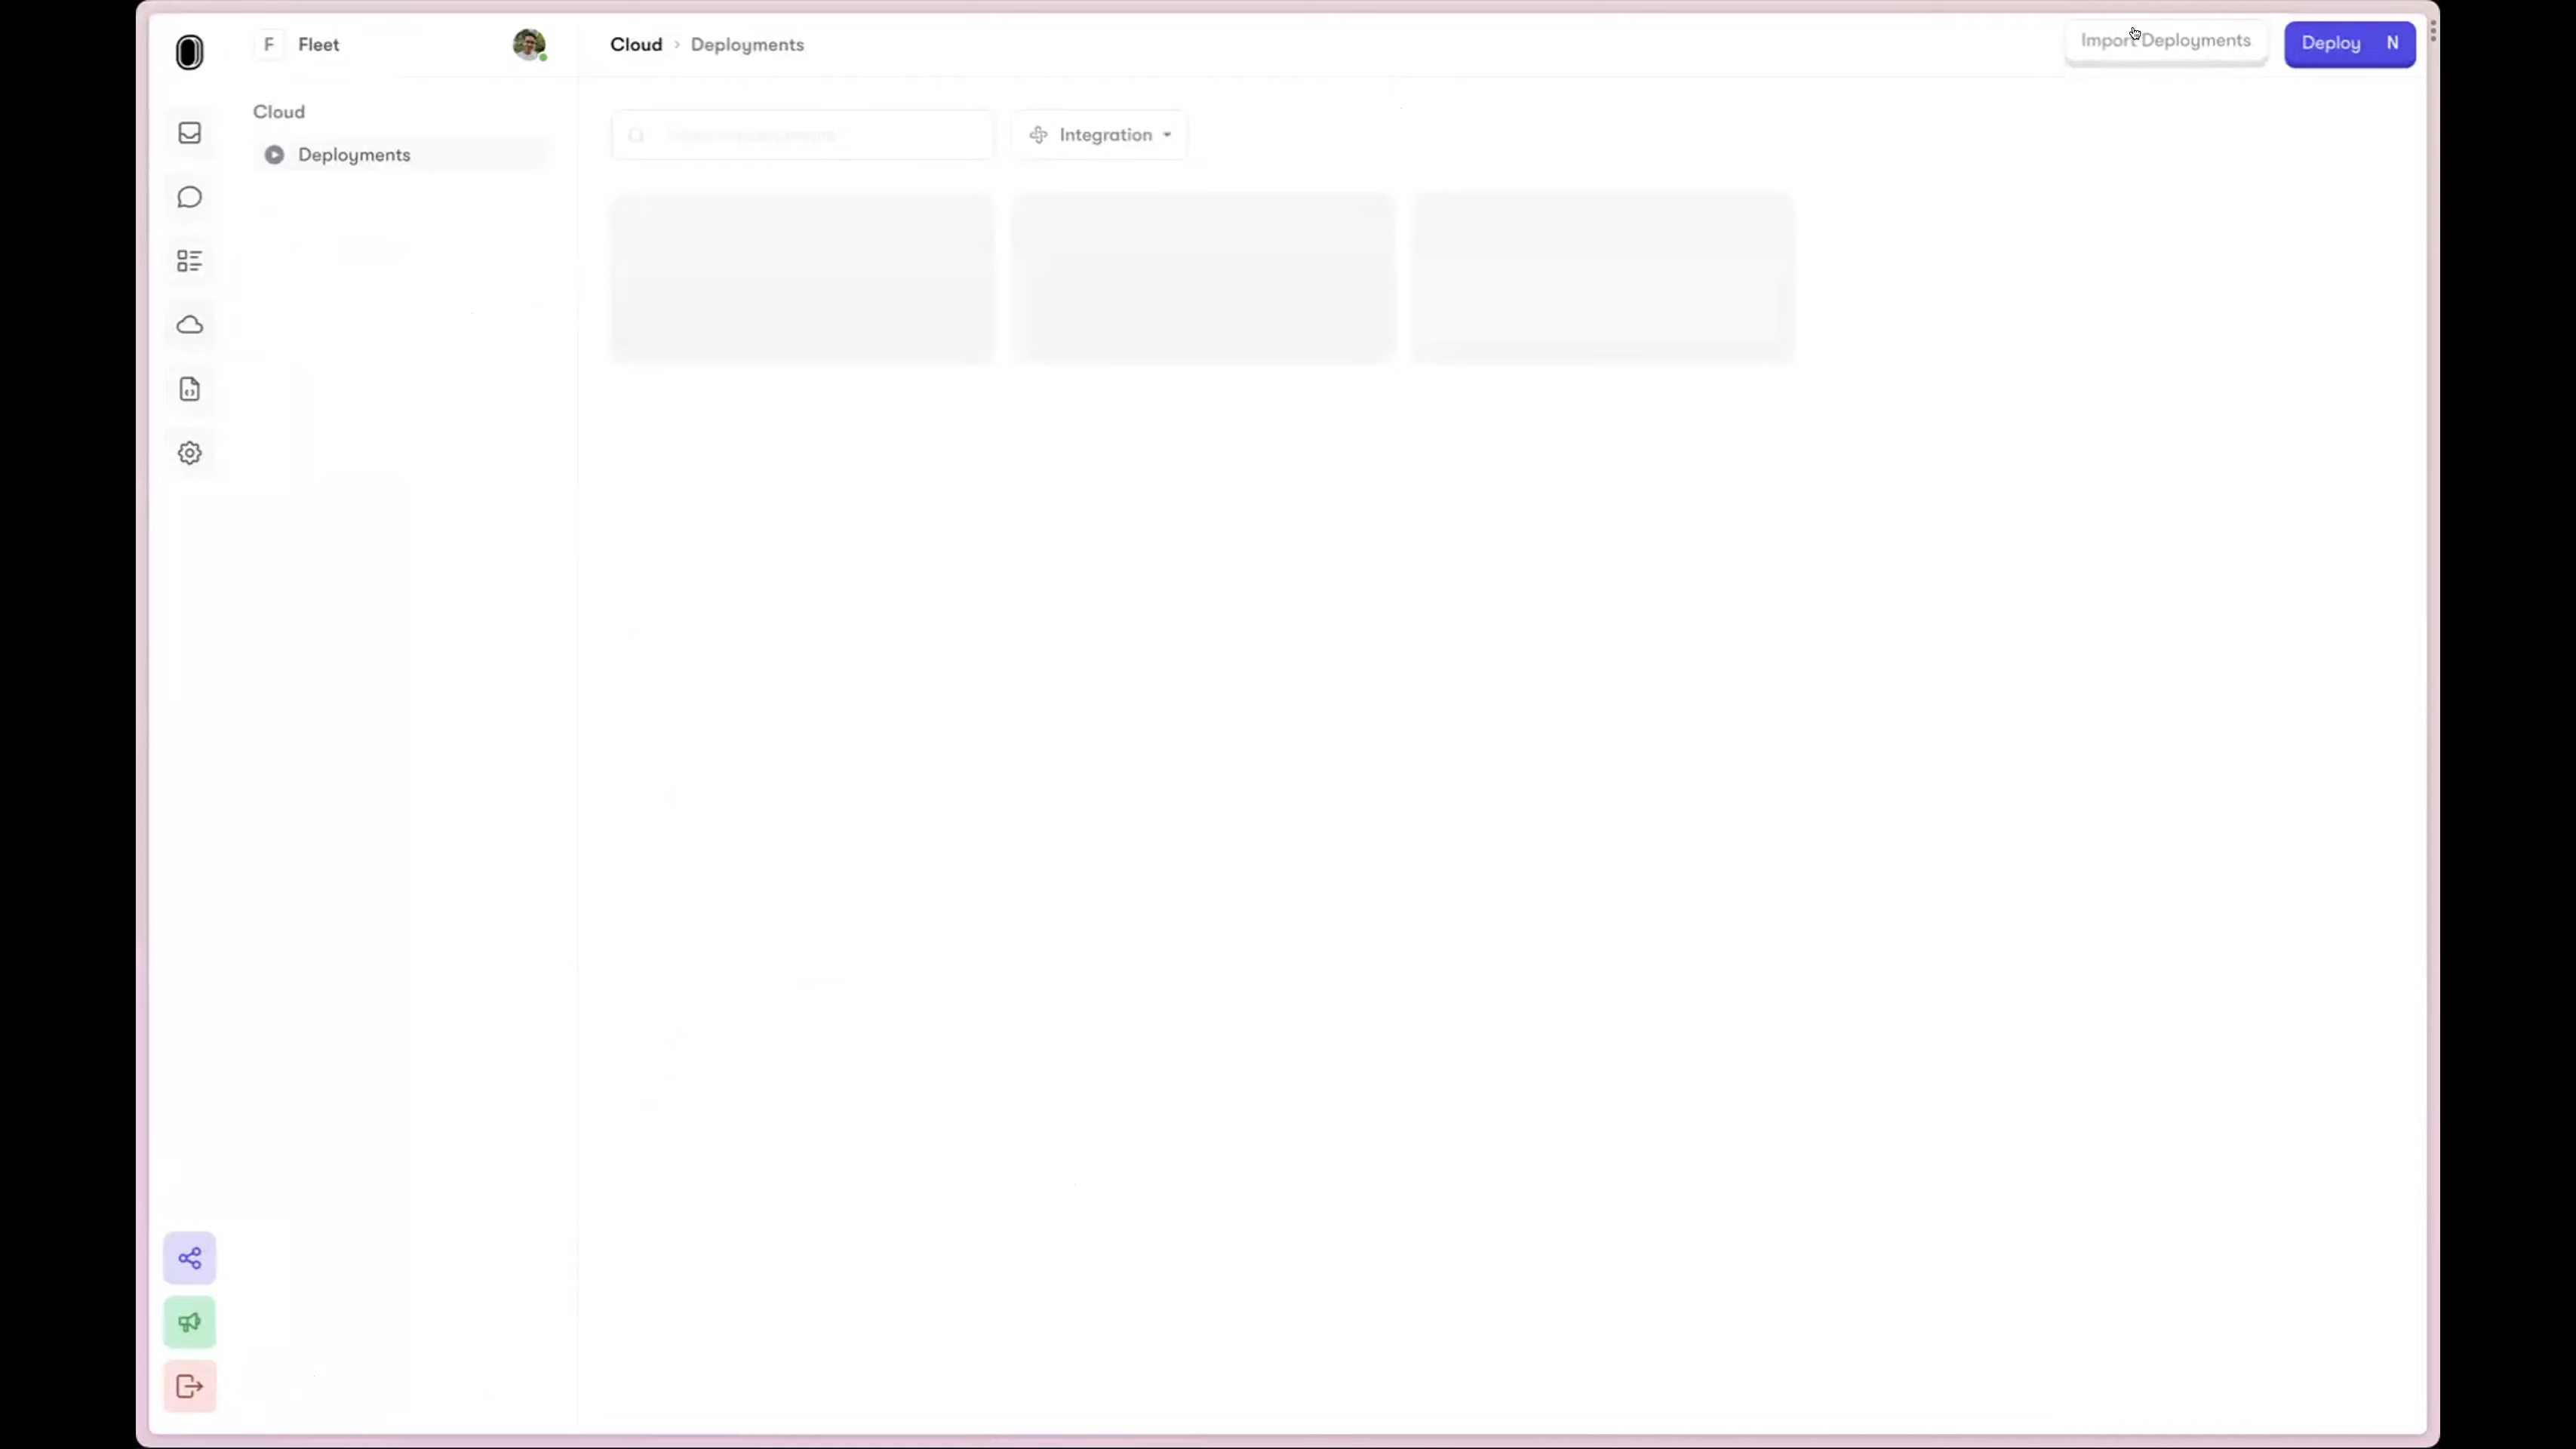 F Fleet
Cloud › Deployments
Import Deployments
Deploy N
Cloud
Deployments
Integration